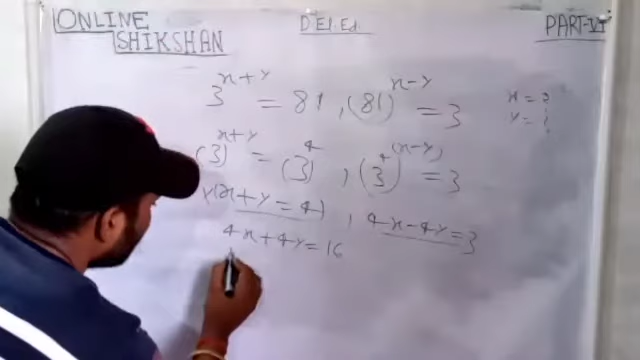 ONLINE
SHIKSHAN
D.El.Ed.
PART-VI
3^(x+y) = 81 , (81)^(x-y) = 3
x = ?
y = ?
(3)^(x+y) = (3)^4 , (3^4)^(x-y) = 3
(x+y = 4) , 4x-4y = 3
4x+4y = 16